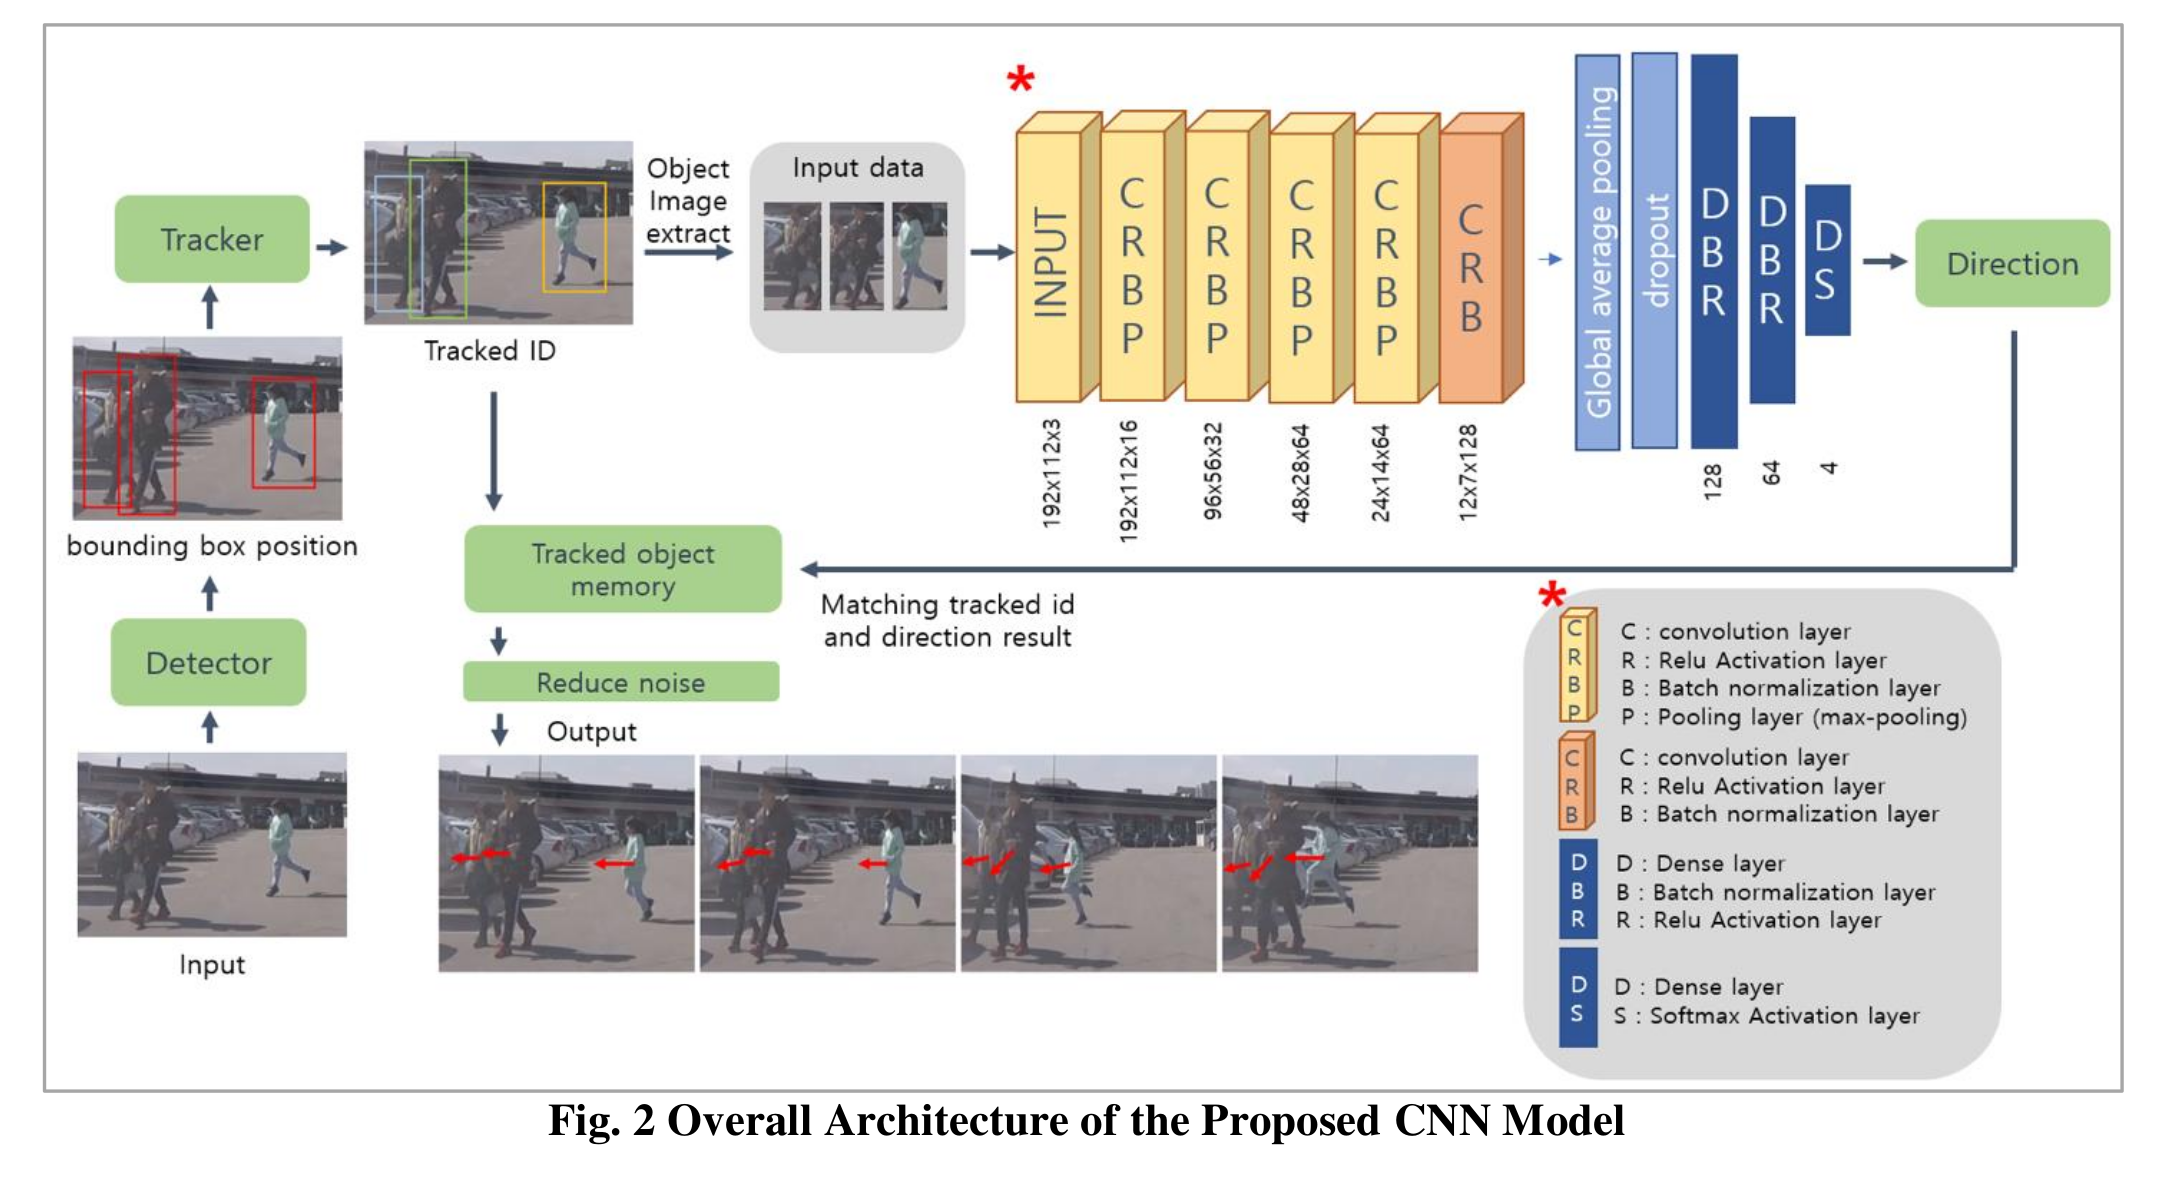 Tracker
Tracked ID
Object
Image
extract
Input data
*
INPUT
C
R
B
P
C
R
B
P
C
R
B
P
C
R
B
P
C
R
B
192x112x3
192x112x16
96x56x32
48x28x64
24x14x64
12x7x128
Global average pooling
dropout
D
B
R
D
B
R
D
S
128
64
4
Direction
bounding box position
Detector
Input
Tracked object
memory
Matching tracked id
and direction result
Reduce noise
Output
*
C
R
B
P
C : convolution layer
R : Relu Activation layer
B : Batch normalization layer
P : Pooling layer (max-pooling)
C
R
B
C : convolution layer
R : Relu Activation layer
B : Batch normalization layer
D
B
R
D : Dense layer
B : Batch normalization layer
R : Relu Activation layer
D
S
D : Dense layer
S : Softmax Activation layer
Fig. 2 Overall Architecture of the Proposed CNN Model